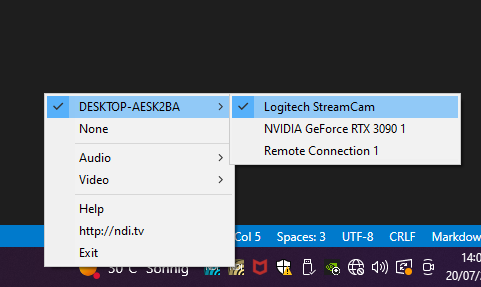 DESKTOP-AESK2BA
Logitech StreamCam
None
NVIDIA GeForce RTX 3090 1
Remote Connection 1
Audio
Video
Help
http://ndi.tv
Exit
Col 5 Spaces: 3 UTF-8 CRLF Markdow
30°C Sonnig
14:0
20/07/